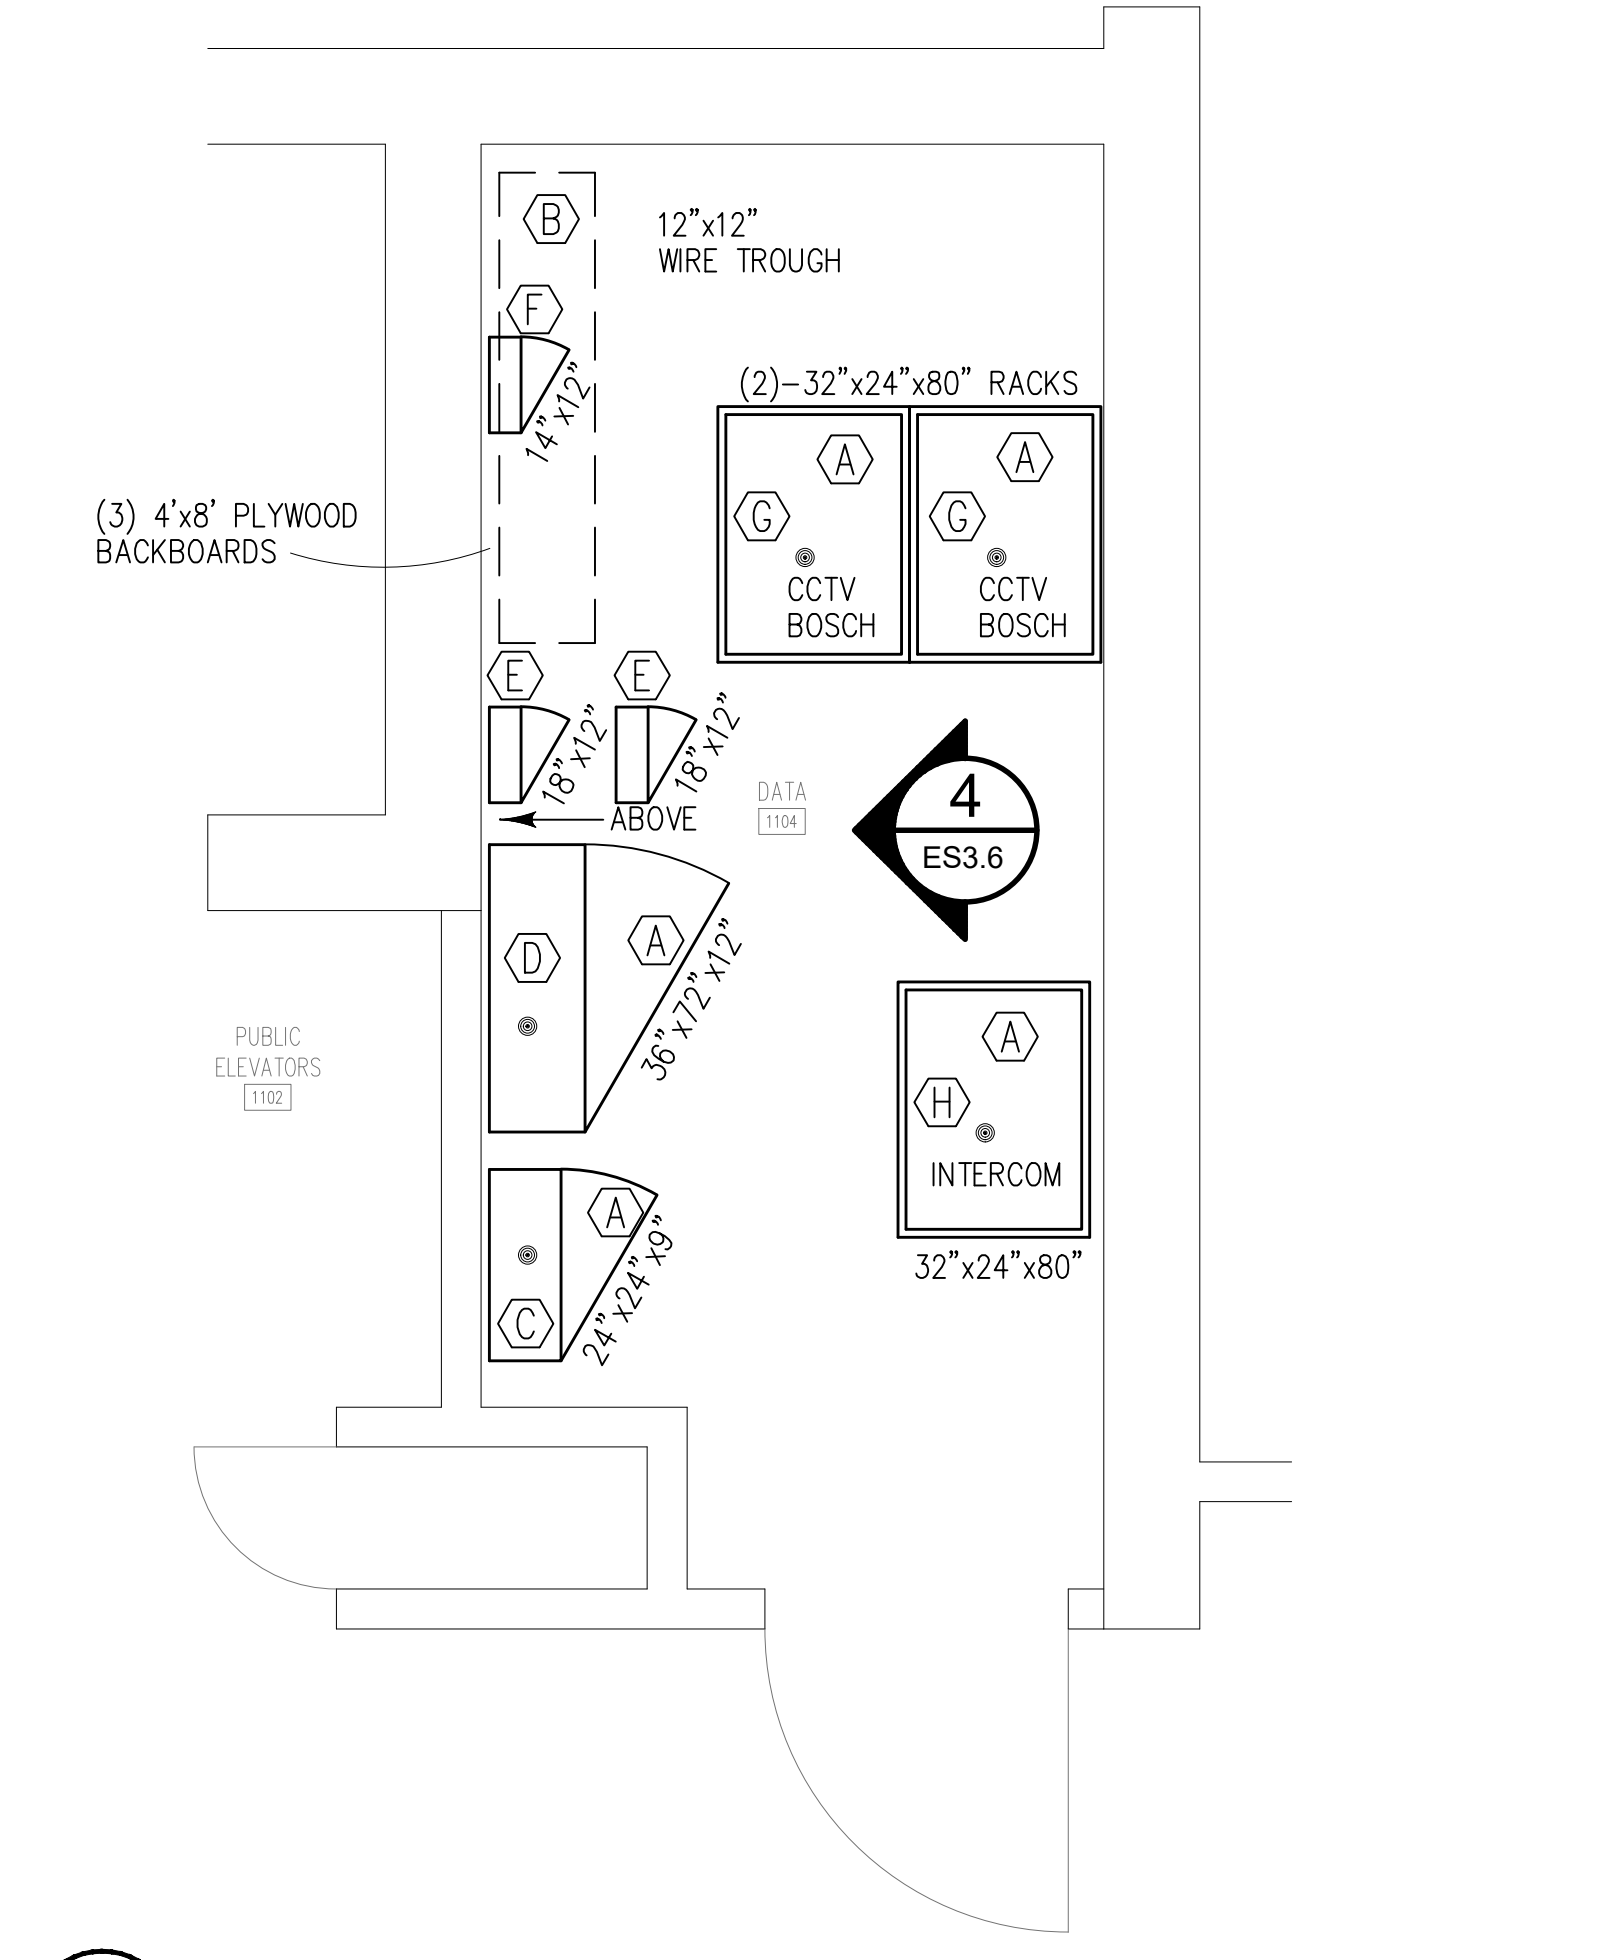 B
12”x12”
WIRE TROUGH
F
14”x12”
(2)-32”x24”x80” RACKS
A
G
CCTV
BOSCH
A
G
CCTV
BOSCH
(3) 4'x8' PLYWOOD
BACKBOARDS
E
18”x12”
E
18”x12”
ABOVE
DATA
1104
4
ES3.6
D
A
36”x72”x12”
PUBLIC
ELEVATORS
1102
A
H
INTERCOM
32”x24”x80”
A
C
24”x24”x9”